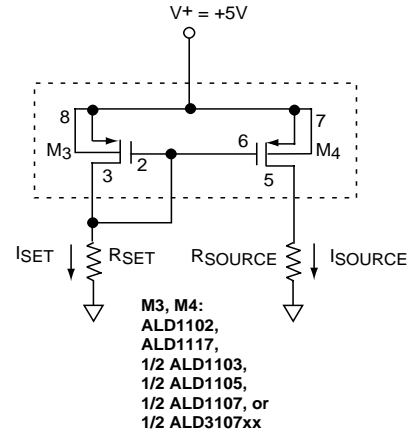 V+ = +5V
8
7
M3
2
6
M4
3
5
ISET
RSET
RSOURCE
ISOURCE
M3, M4:
ALD1102,
ALD1117,
1/2 ALD1103,
1/2 ALD1105,
1/2 ALD1107, or
1/2 ALD3107xx